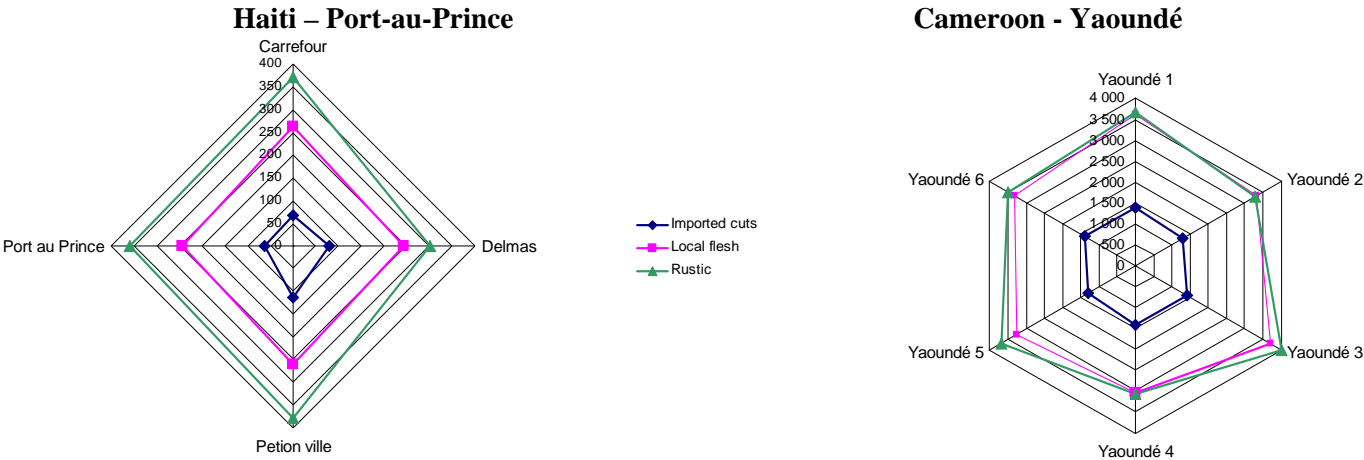 Haiti – Port-au-Prince
Carrefour
400
350
300
250
200
150
100
50
0
Port au Prince
Delmas
Petion ville
Imported cuts
Local flesh
Rustic
Cameroon - Yaoundé
Yaoundé 1
4 000
3 500
3 000
2 500
2 000
1 500
1 000
500
0
Yaoundé 6
Yaoundé 2
Yaoundé 5
Yaoundé 3
Yaoundé 4